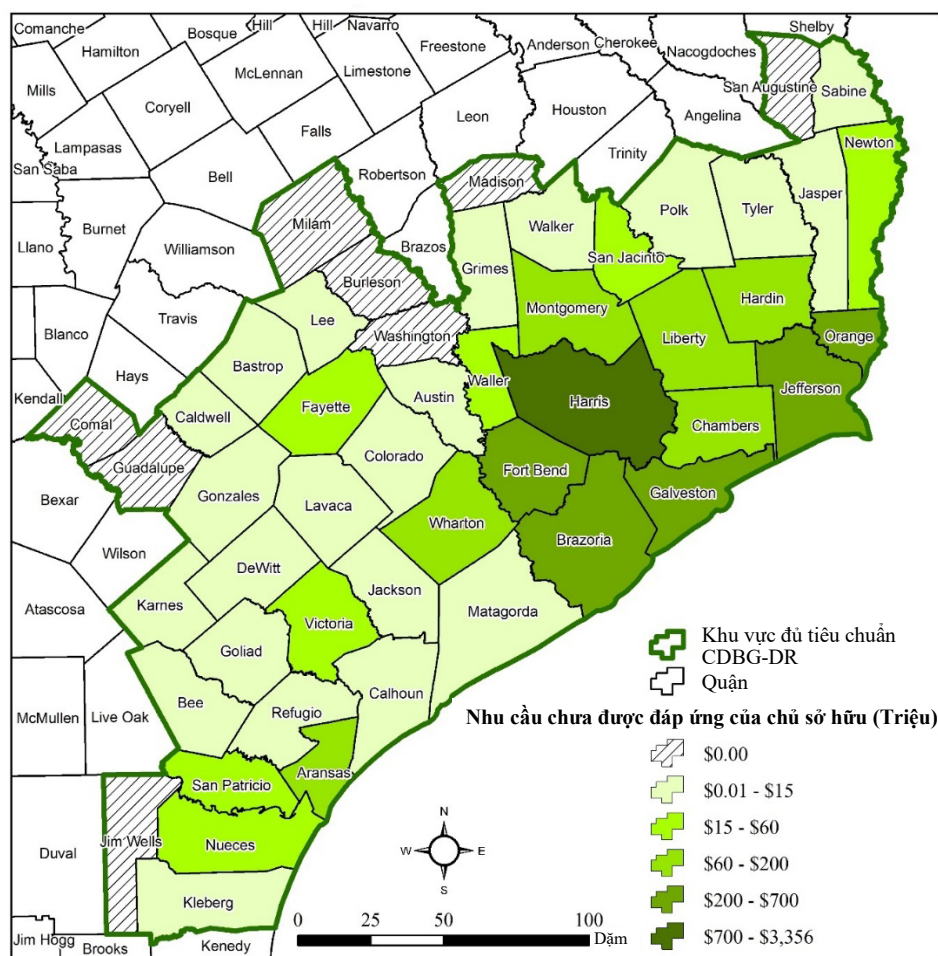 Comanche
Hamilton
Bosque
Hill
Hill
Navarro
Freestone
Anderson
Cherokee
Nacogdoches
Shelby
Mills
Coryell
McLennan
Limestone
Leon
Houston
Angelina
San Augustine
Sabine
Lampasas
Falls
Trinity
San Saba
Bell
Robertson
Madison
Newton
Burnet
Milam
Walker
Polk
Tyler
Jasper
Llano
Williamson
Brazos
San Jacinto
Burleson
Grimes
Travis
Lee
Washington
Montgomery
Hardin
Blanco
Bastrop
Liberty
Orange
Hays
Waller
Jefferson
Kendall
Caldwell
Fayette
Austin
Harris
Comal
Chambers
Guadalupe
Colorado
Fort Bend
Bexar
Gonzales
Lavaca
Galveston
Wharton
Brazoria
Wilson
DeWitt
Jackson
Atascosa
Karnes
Matagorda
Victoria
Goliad
Calhoun
Bee
Refugio
McMullen
Live Oak
San Patricio
Aransas
Duval
Jim Wells
Nueces
Kleberg
Jim Hogg
Brooks
Kenedy
Khu vực đủ tiêu chuẩn
CDBG-DR
Quận
Nhu cầu chưa được đáp ứng của chủ sở hữu (Triệu)
$0.00
$0.01 - $15
$15 - $60
$60 - $200
$200 - $700
$700 - $3,356
N
W E
S
0 25 50 100
Dặm